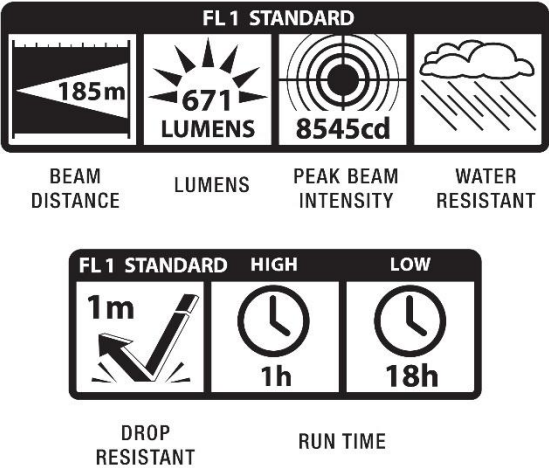 FL 1 STANDARD
185m
671
LUMENS
8545cd
BEAM
DISTANCE
LUMENS
PEAK BEAM
INTENSITY
WATER
RESISTANT
FL 1 STANDARD
HIGH
LOW
1m
1h
18h
DROP
RESISTANT
RUN TIME